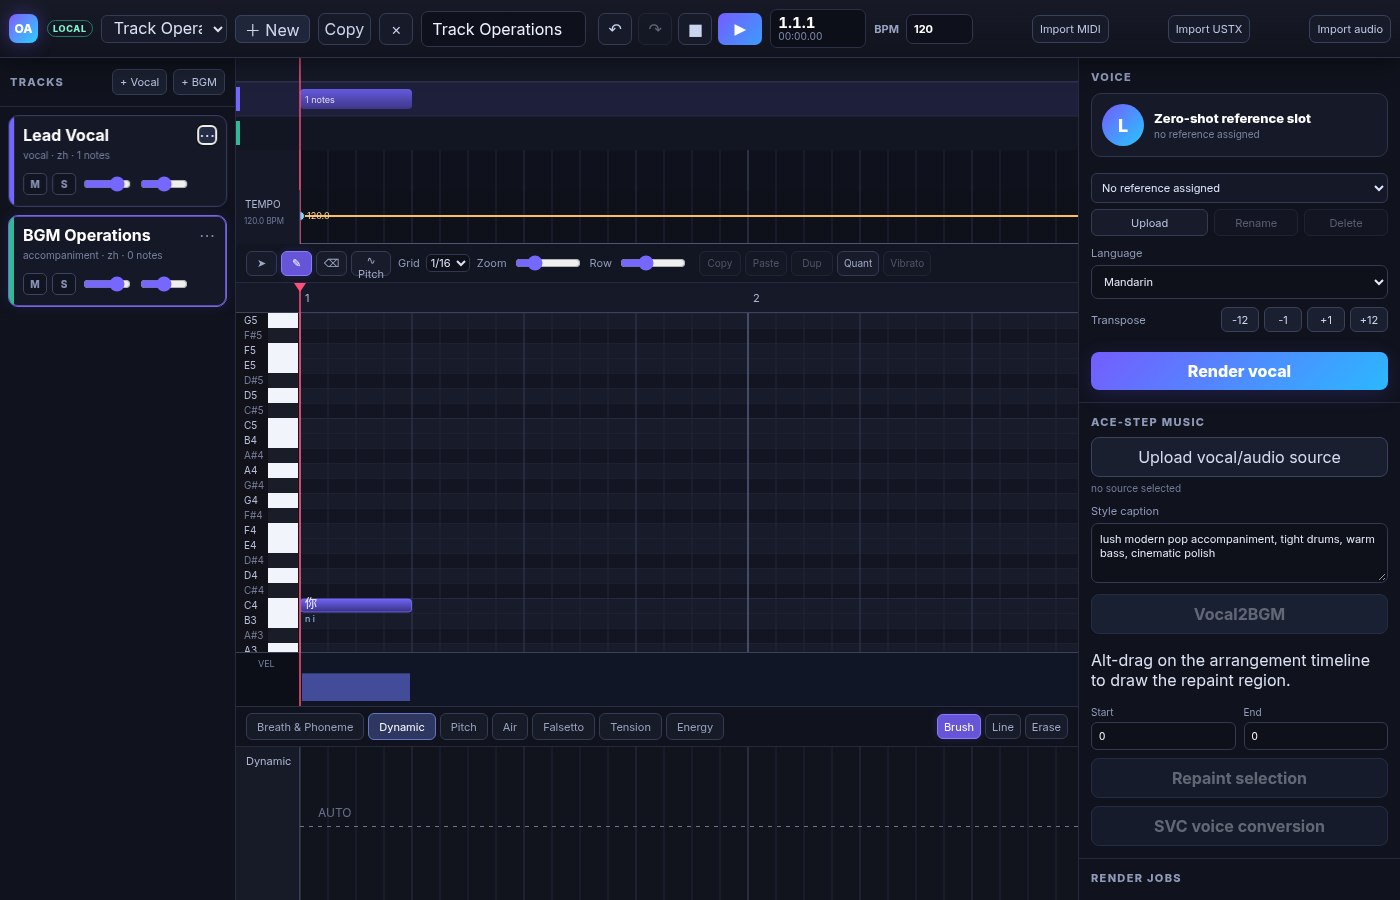 OA
LOCAL
Track Opera
+ New
Copy
×
Track Operations
↶
↷
1.1.1
00:00.00
BPM
120
Import MIDI
Import USTX
Import audio
TRACKS
+ Vocal
+ BGM
Lead Vocal
...
vocal · zh · 1 notes
M
S
BGM Operations
...
accompaniment · zh · 0 notes
M
S
1 notes
TEMPO
120.0 BPM
120.0
∿ Pitch
Grid
1/16
Zoom
Row
Copy
Paste
Dup
Quant
Vibrato
1
2
G5
F#5
F5
E5
D#5
D5
C#5
C5
B4
A#4
A4
G#4
G4
F#4
F4
E4
D#4
D4
C#4
C4
B3
A#3
A3
你
n i
VEL
Breath & Phoneme
Dynamic
Pitch
Air
Falsetto
Tension
Energy
Brush
Line
Erase
Dynamic
AUTO
VOICE
L
Zero-shot reference slot
no reference assigned
No reference assigned
Upload
Rename
Delete
Language
Mandarin
Transpose
-12
-1
+1
+12
Render vocal
ACE-STEP MUSIC
Upload vocal/audio source
no source selected
Style caption
lush modern pop accompaniment, tight drums, warm
bass, cinematic polish
Vocal2BGM
Alt-drag on the arrangement timeline
to draw the repaint region.
Start
End
0
0
Repaint selection
SVC voice conversion
RENDER JOBS